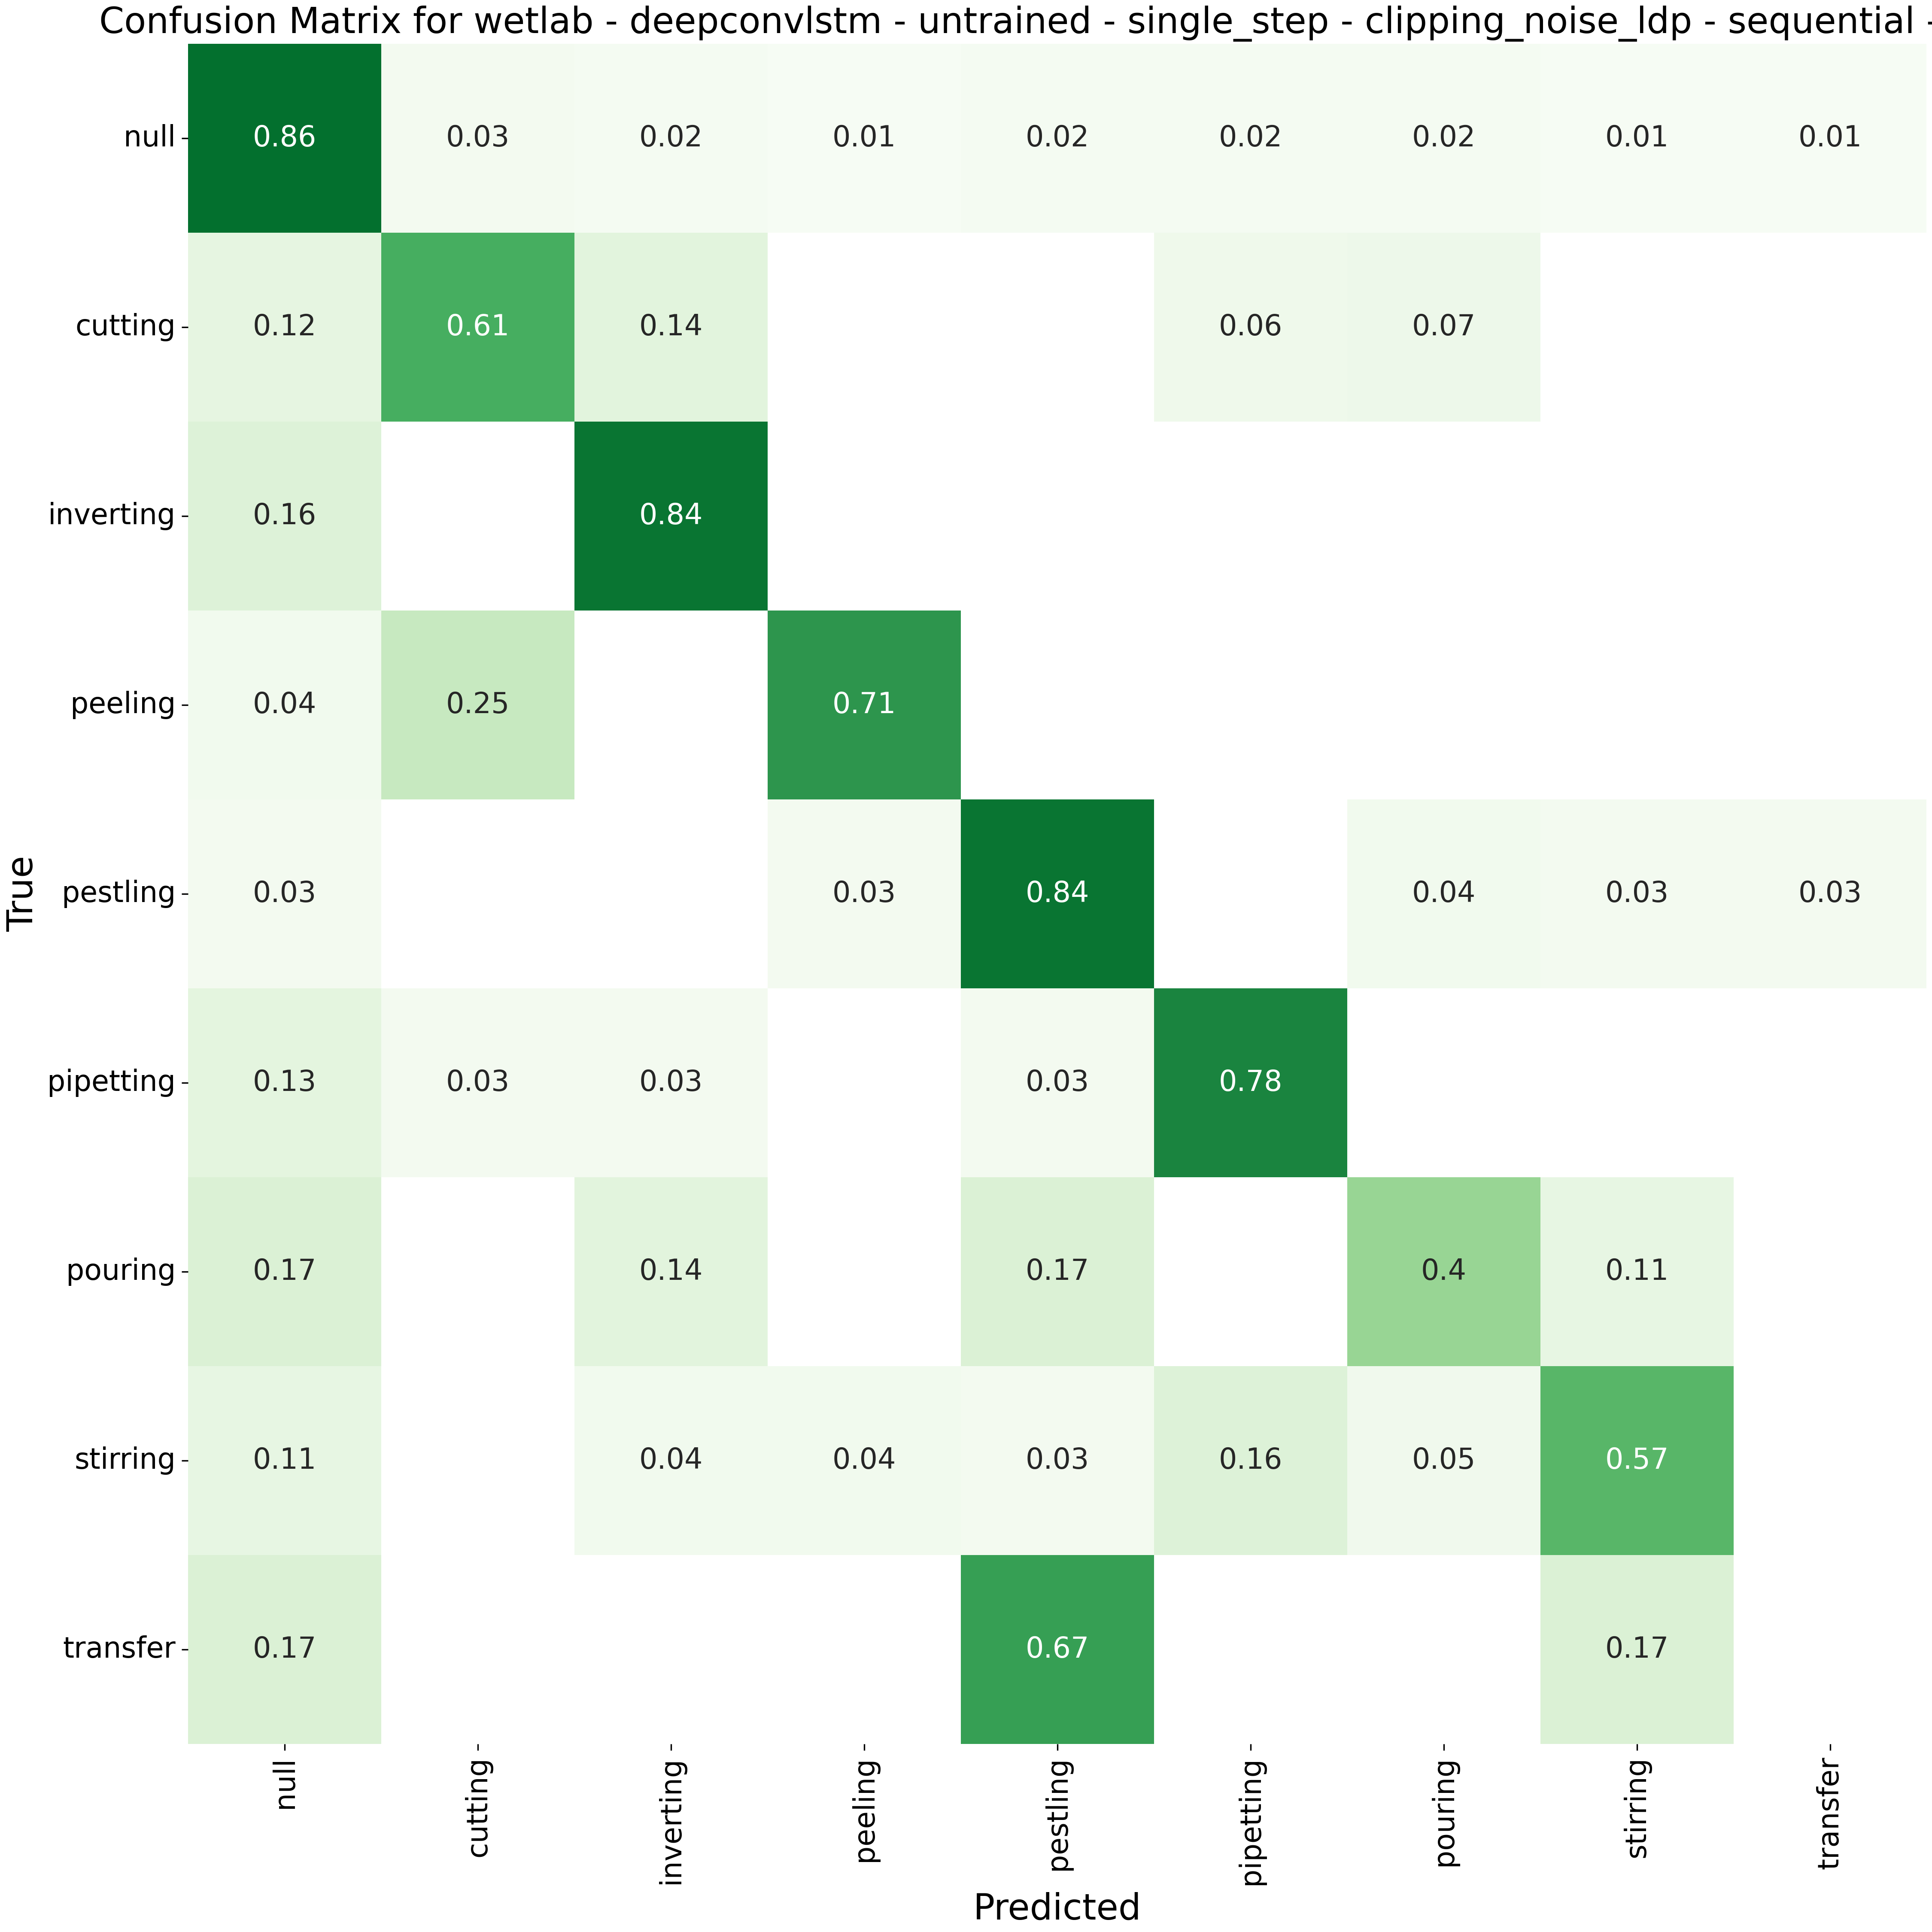 Confusion Matrix for wetlab - deepconvlstm - untrained - single_step - clipping_noise_ldp - sequential -
null 0.86 0.03 0.02 0.01 0.02 0.02 0.02 0.01 0.01
cutting 0.12 0.61 0.14 0.06 0.07
inverting 0.16 0.84
peeling 0.04 0.25 0.71
pestling 0.03 0.03 0.84 0.04 0.03 0.03
pipetting 0.13 0.03 0.03 0.03 0.78
pouring 0.17 0.14 0.17 0.4 0.11
stirring 0.11 0.04 0.04 0.03 0.16 0.05 0.57
transfer 0.17 0.67 0.17
True
null cutting inverting peeling pestling pipetting pouring stirring transfer
Predicted